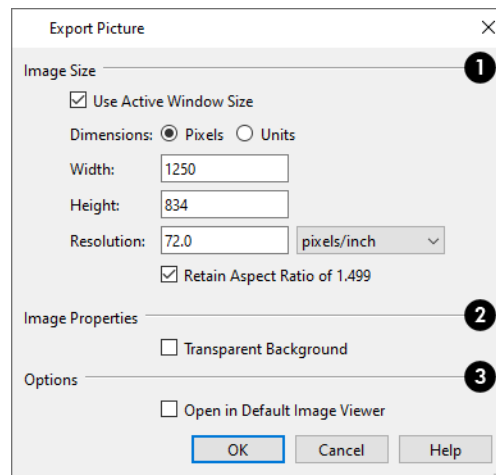 Export Picture
Image Size 1
Use Active Window Size
Dimensions: Pixels Units
Width: 1250
Height: 834
Resolution: 72.0 pixels/inch
Retain Aspect Ratio of 1.499
Image Properties 2
Transparent Background
Options 3
Open in Default Image Viewer
OK Cancel Help